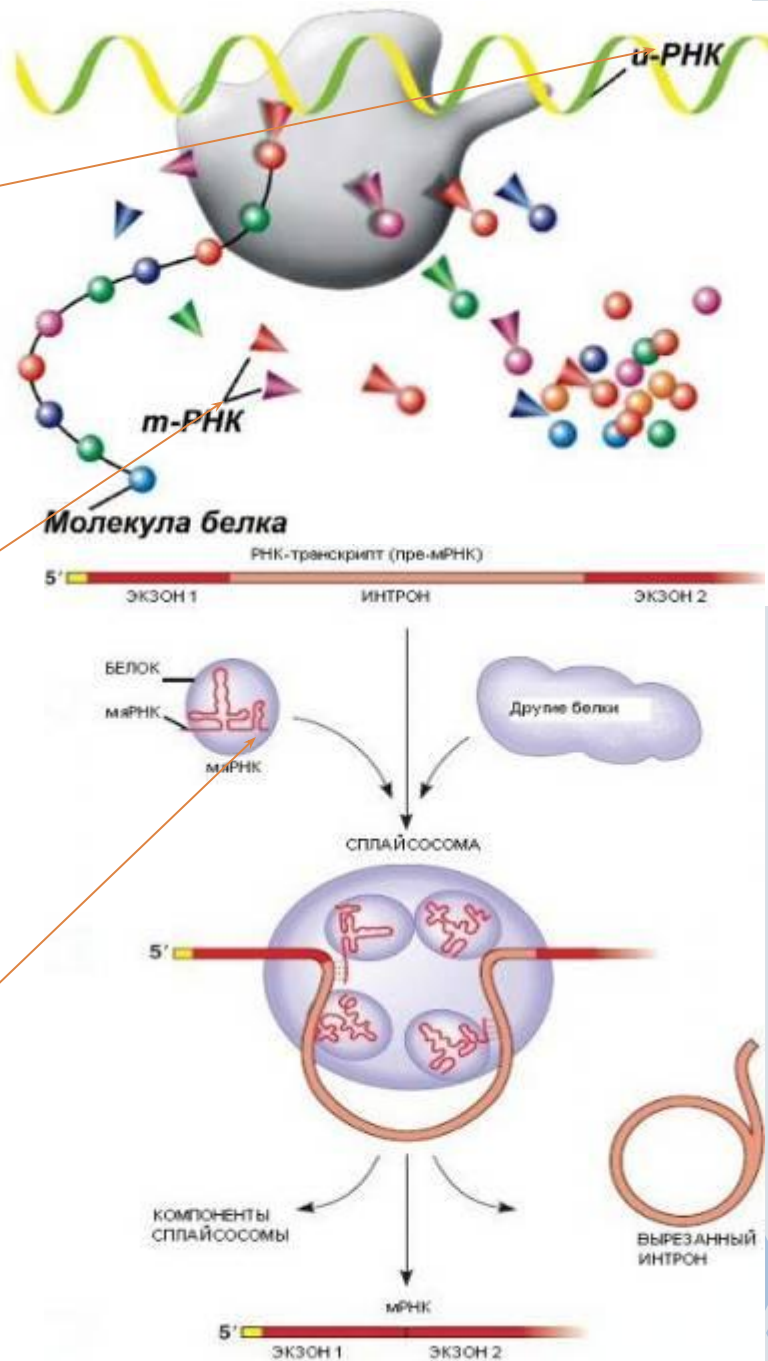 и-РНК
т-РНК
Молекула белка
РНК-транскрипт (пре-мРНК)
5′
ЭКЗОН 1 ИНТРОН ЭКЗОН 2
БЕЛОК
мяРНК
мяРНК
Другие белки
СПЛАЙСОСОМА
5′
КОМПОНЕНТЫ
СПЛАЙСОСОМЫ
ВЫРЕЗАННЫЙ
ИНТРОН
мРНК
5′
ЭКЗОН 1 ЭКЗОН 2